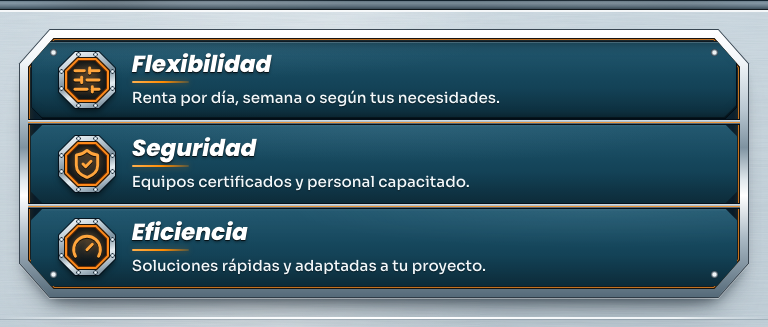 Flexibilidad
Renta por día, semana o según tus necesidades.
Seguridad
Equipos certificados y personal capacitado.
Eficiencia
Soluciones rápidas y adaptadas a tu proyecto.